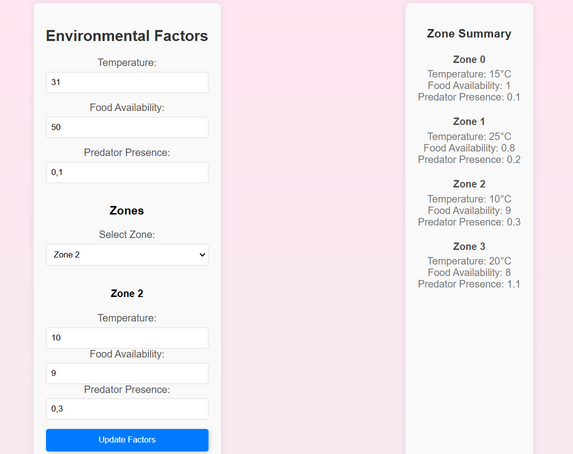 Environmental Factors
Temperature:
31
Food Availability:
50
Predator Presence:
0,1
Zones
Select Zone:
Zone 2
Zone 2
Temperature:
10
Food Availability:
9
Predator Presence:
0,3
Update Factors
Zone Summary
Zone 0
Temperature: 15°C
Food Availability: 1
Predator Presence: 0.1
Zone 1
Temperature: 25°C
Food Availability: 0.8
Predator Presence: 0.2
Zone 2
Temperature: 10°C
Food Availability: 9
Predator Presence: 0.3
Zone 3
Temperature: 20°C
Food Availability: 8
Predator Presence: 1.1